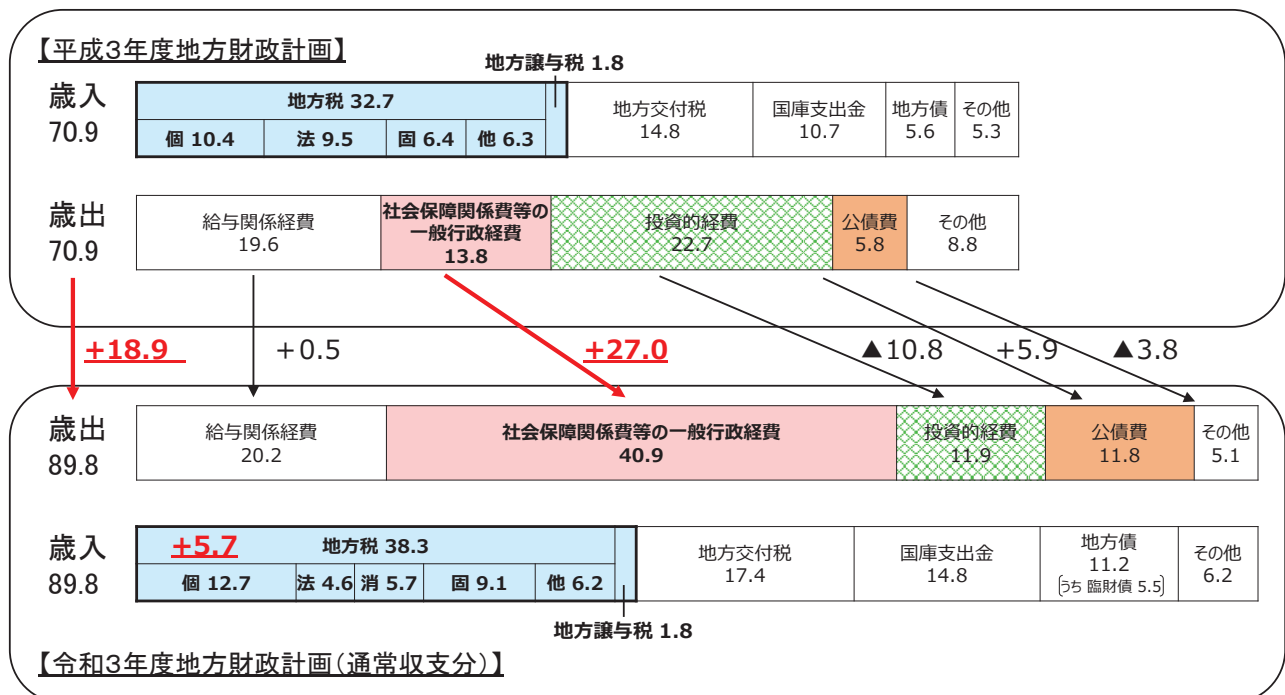 【平成3年度地方財政計画】
地方譲与税 1.8
歳入
70.9
地方税 32.7
個 10.4
法 9.5
固 6.4
他 6.3
地方交付税
14.8
国庫支出金
10.7
地方債
5.6
その他
5.3
歳出
70.9
給与関係経費
19.6
社会保障関係費等の
一般行政経費
13.8
投資的経費
22.7
公債費
5.8
その他
8.8
+18.9
+0.5
+27.0
▲10.8
+5.9
▲3.8
歳出
89.8
給与関係経費
20.2
社会保障関係費等の一般行政経費
40.9
投資的経費
11.9
公債費
11.8
その他
5.1
歳入
89.8
+5.7
地方税 38.3
個 12.7
法 4.6
消 5.7
固 9.1
他 6.2
地方交付税
17.4
国庫支出金
14.8
地方債
11.2
(うち 臨財債 5.5)
その他
6.2
地方譲与税 1.8
【令和3年度地方財政計画(通常収支分)】